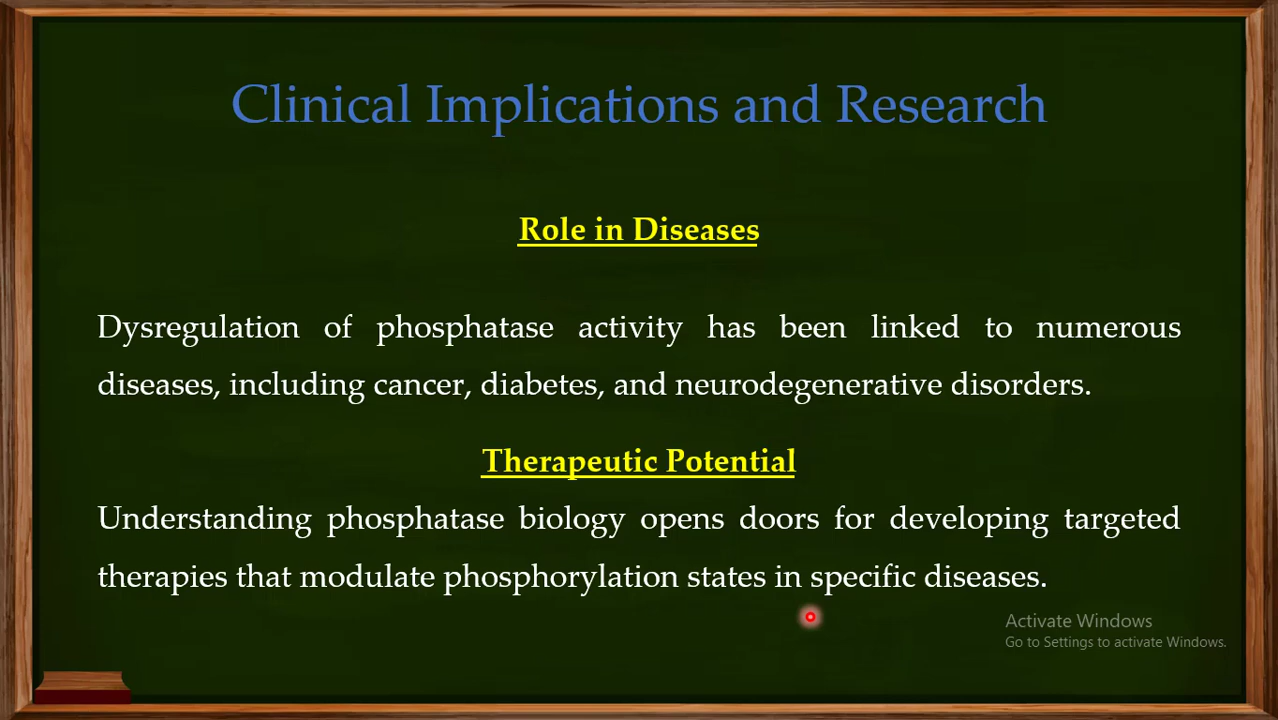 Clinical Implications and Research
Role in Diseases
Dysregulation of phosphatase activity has been linked to numerous
diseases, including cancer, diabetes, and neurodegenerative disorders.
Therapeutic Potential
Understanding phosphatase biology opens doors for developing targeted
therapies that modulate phosphorylation states in specific diseases.
Activate Windows
Go to Settings to activate Windows.